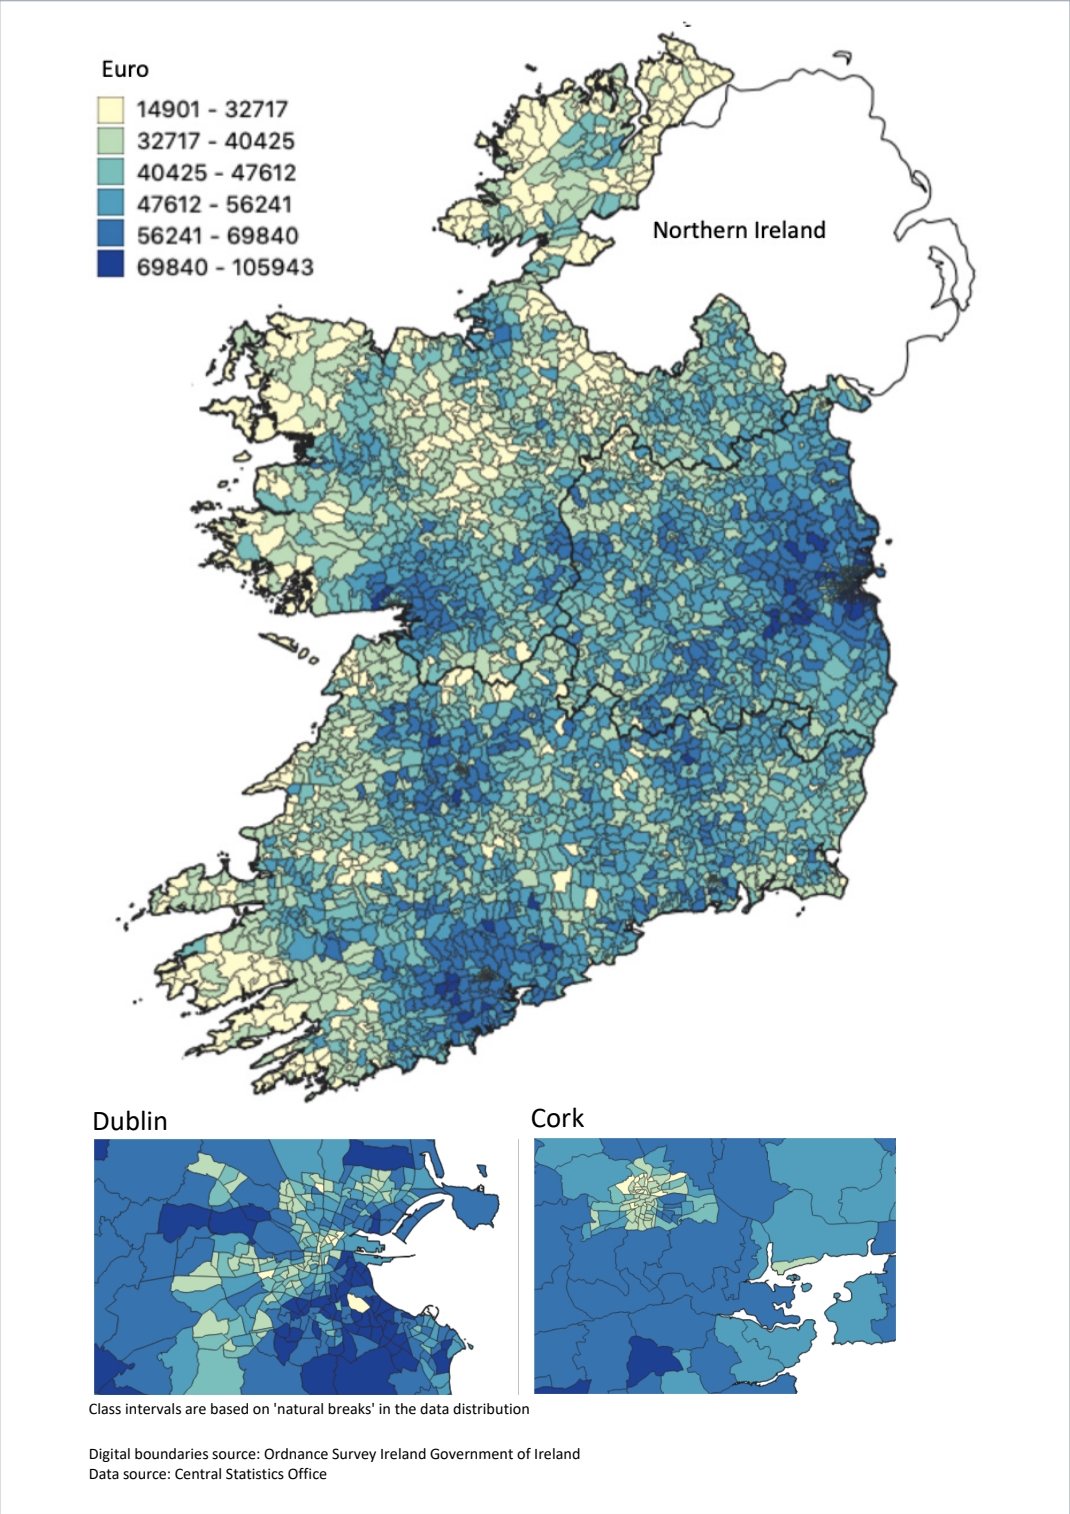 Euro
14901 - 32717
32717 - 40425
40425 - 47612
47612 - 56241
56241 - 69840
69840 - 105943
Northern Ireland
Dublin
Cork
Class intervals are based on 'natural breaks' in the data distribution
Digital boundaries source: Ordnance Survey Ireland Government of Ireland
Data source: Central Statistics Office